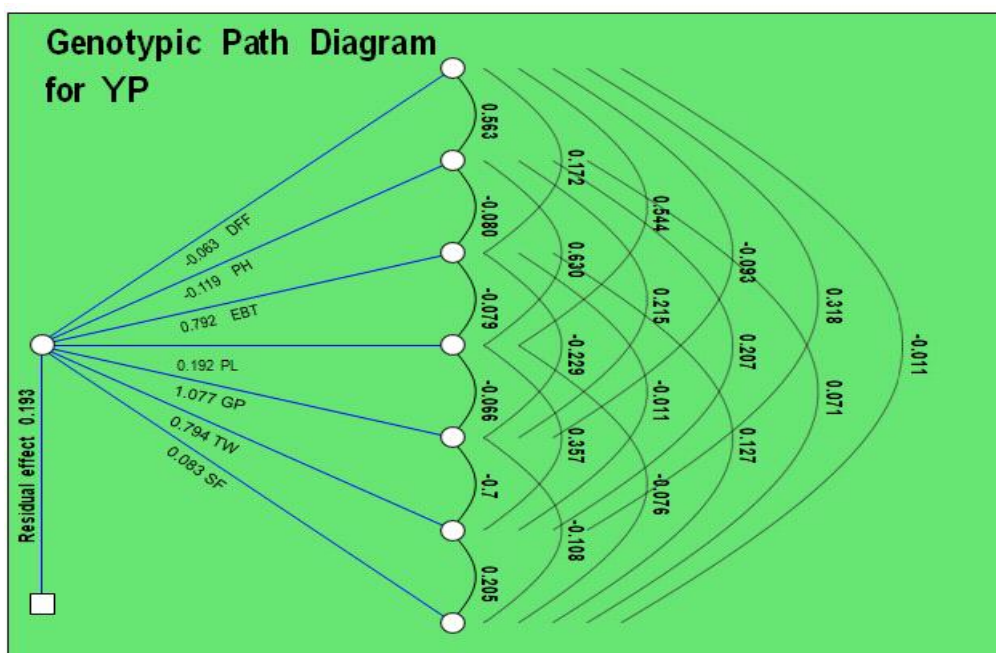 Genotypic Path Diagram
for YP
-0.063 DFF
-0.119 PH
0.792 EBT
0.192 PL
1.077 GP
0.794 TW
0.083 SF
Residual effect 0.193
0.563
-0.080
-0.079
-0.066
-0.7
0.205
0.172
0.630
-0.229
0.357
-0.108
0.544
0.215
-0.011
-0.076
-0.093
0.207
0.127
0.318
0.071
-0.011